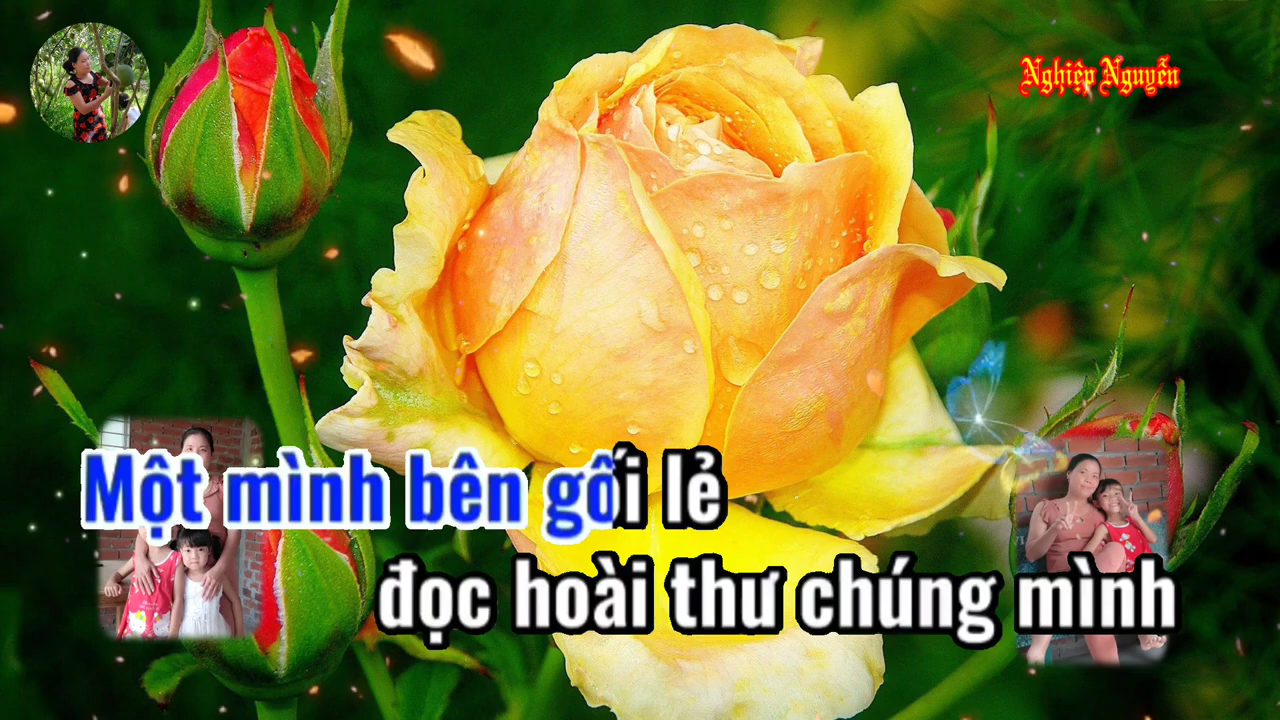 Nghiệp Nguyễn
Một mình bên gối lẻ
đọc hoài thư chúng mình